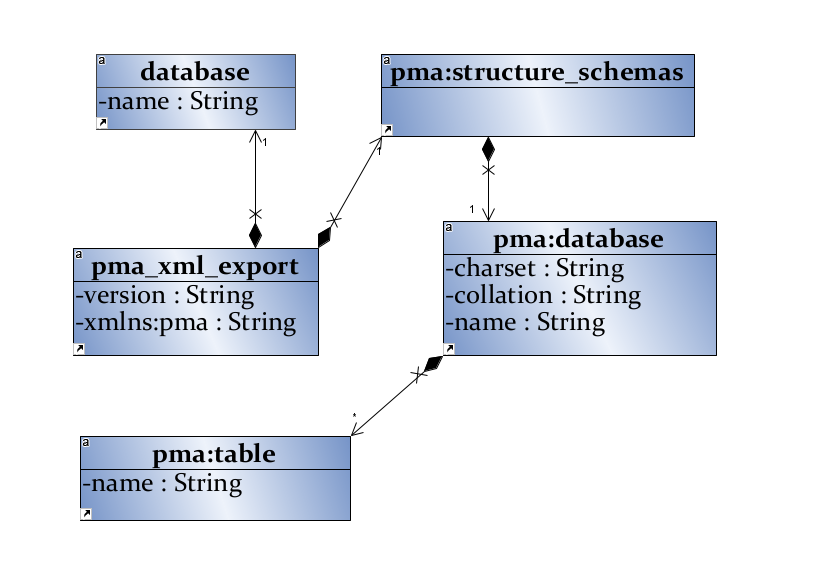 a
database
-name : String
a
pma:structure_schemas
1
1
a
pma_xml_export
-version : String
-xmlns:pma : String
1
a
pma:database
-charset : String
-collation : String
-name : String
*
a
pma:table
-name : String